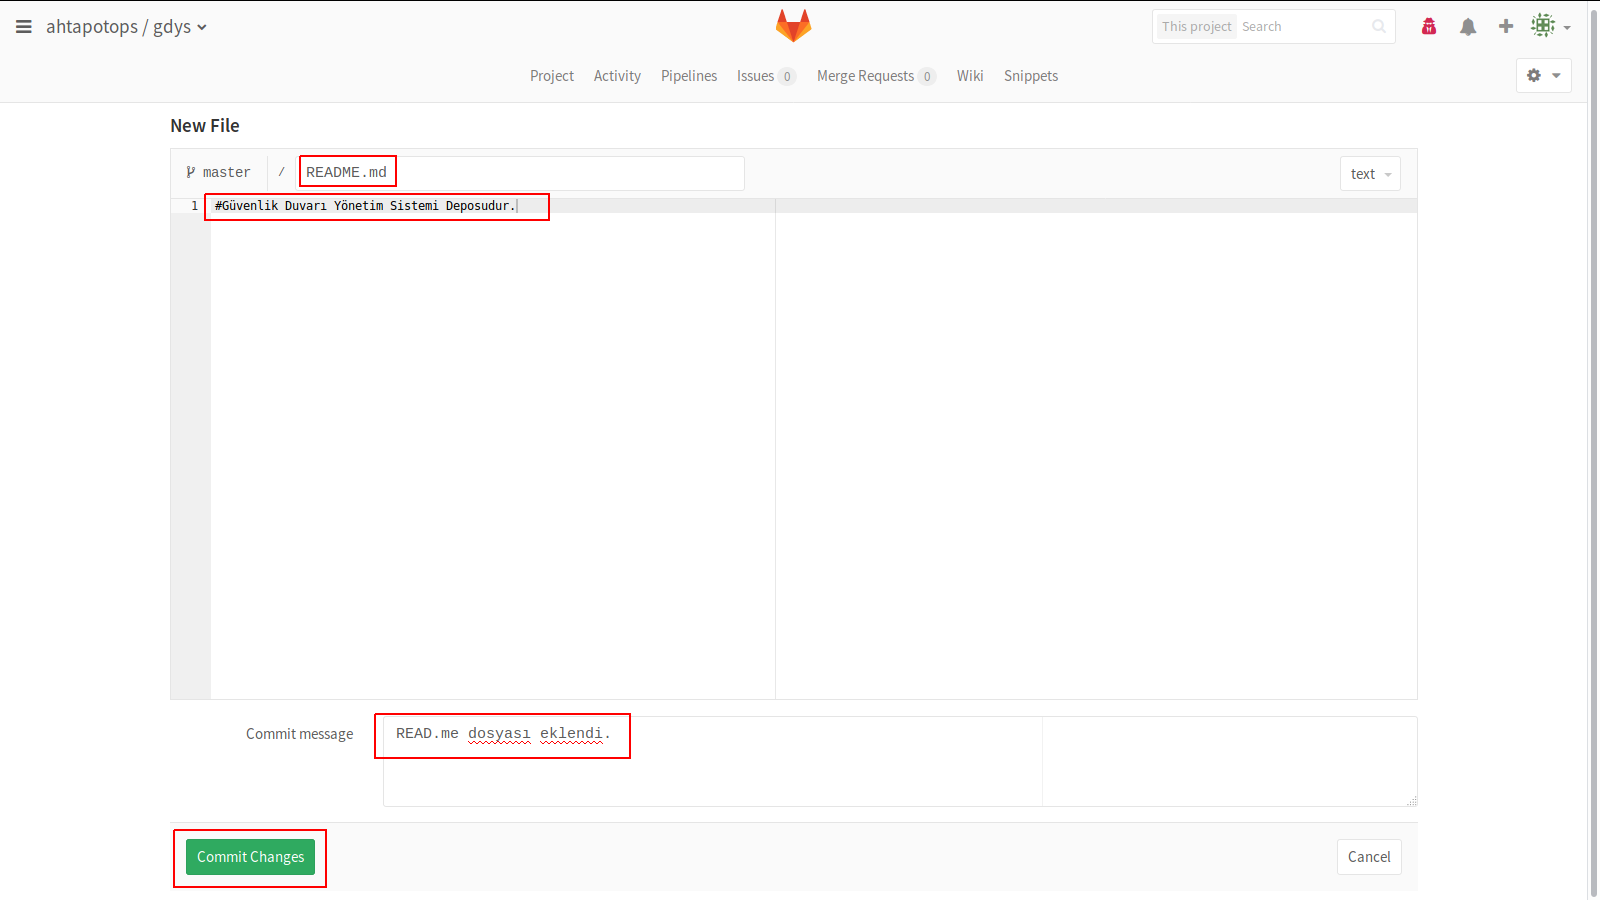 ahtapotops / gdys
This project Search
Project Activity Pipelines Issues 0 Merge Requests 0 Wiki Snippets
New File
master / README.md text
1 #Güvenlik Duvarı Yönetim Sistemi Deposudur.
Commit message READ.me dosyası eklendi.
Commit Changes Cancel